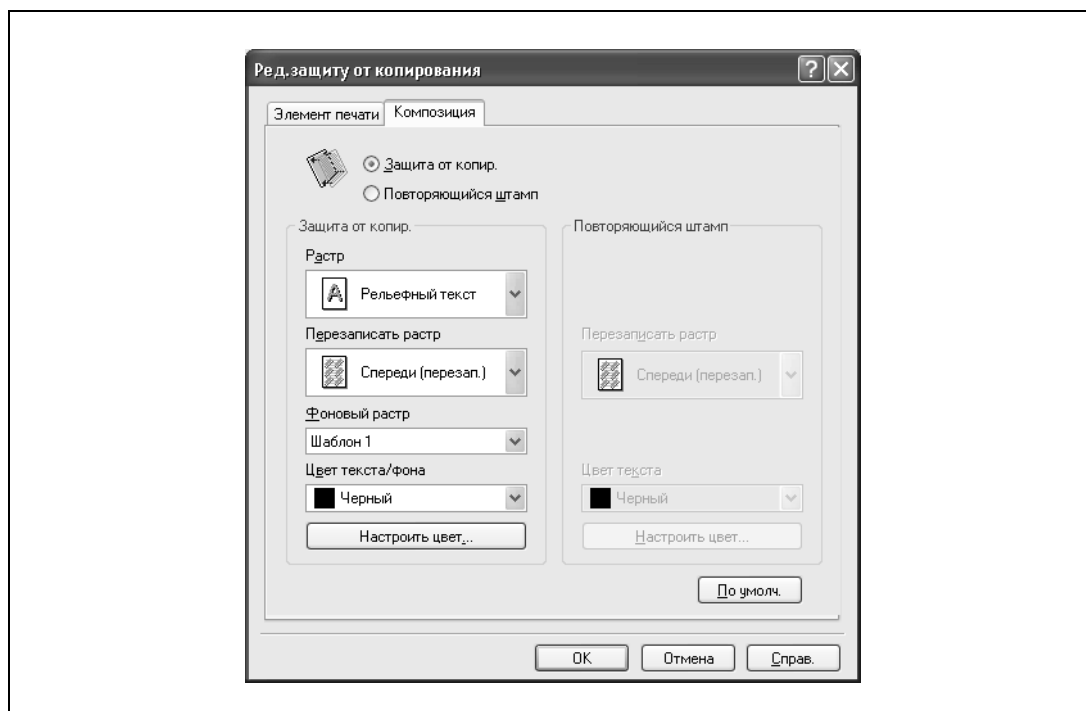 Ред.защиту от копирования
Элемент печати
Композиция
Защита от копир.
Повторяющийся штамп
Защита от копир.
Растр
A
Рельефный текст
Перезаписать растр
Спереди (перезап.)
Фоновый растр
Шаблон 1
Цвет текста/фона
Черный
Настроить цвет...
Повторяющийся штамп
Перезаписать растр
Спереди (перезап.)
Цвет текста
Черный
Настроить цвет...
По умолч.
OK
Отмена
Справ.